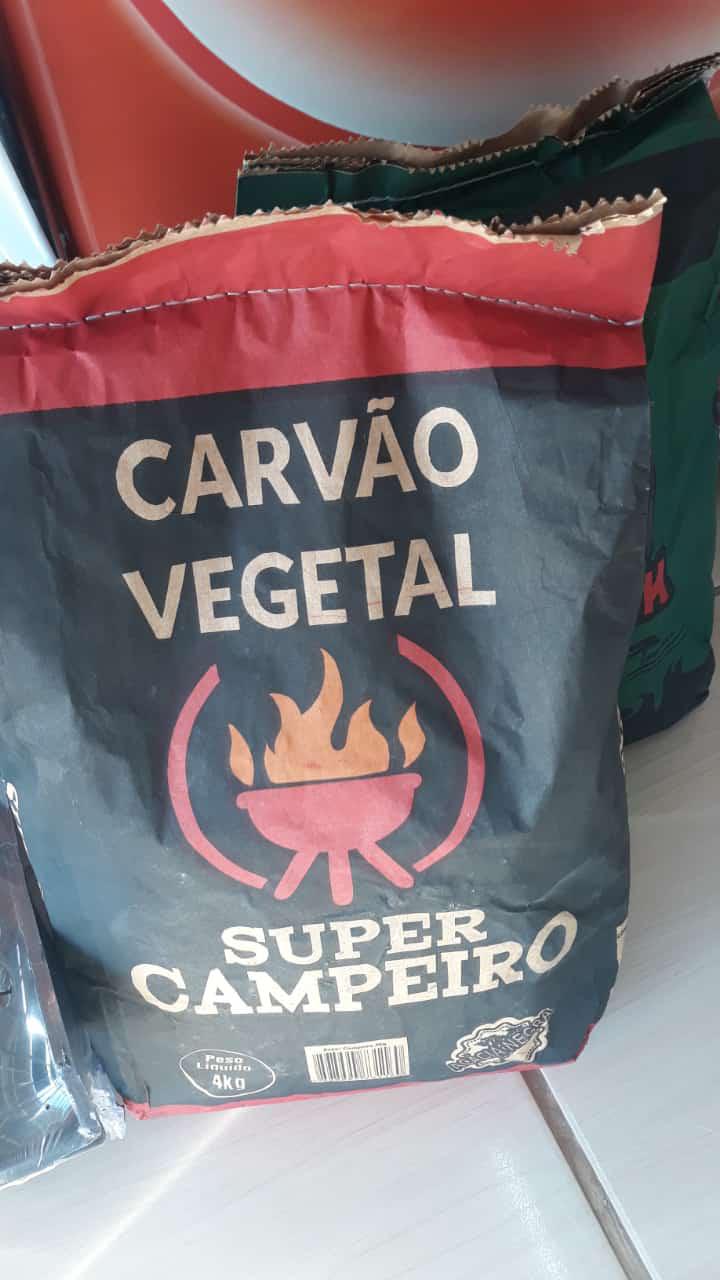 CARVÃO
VEGETAL
SUPER
CAMPEIRO
Peso
Líquido
4Kg